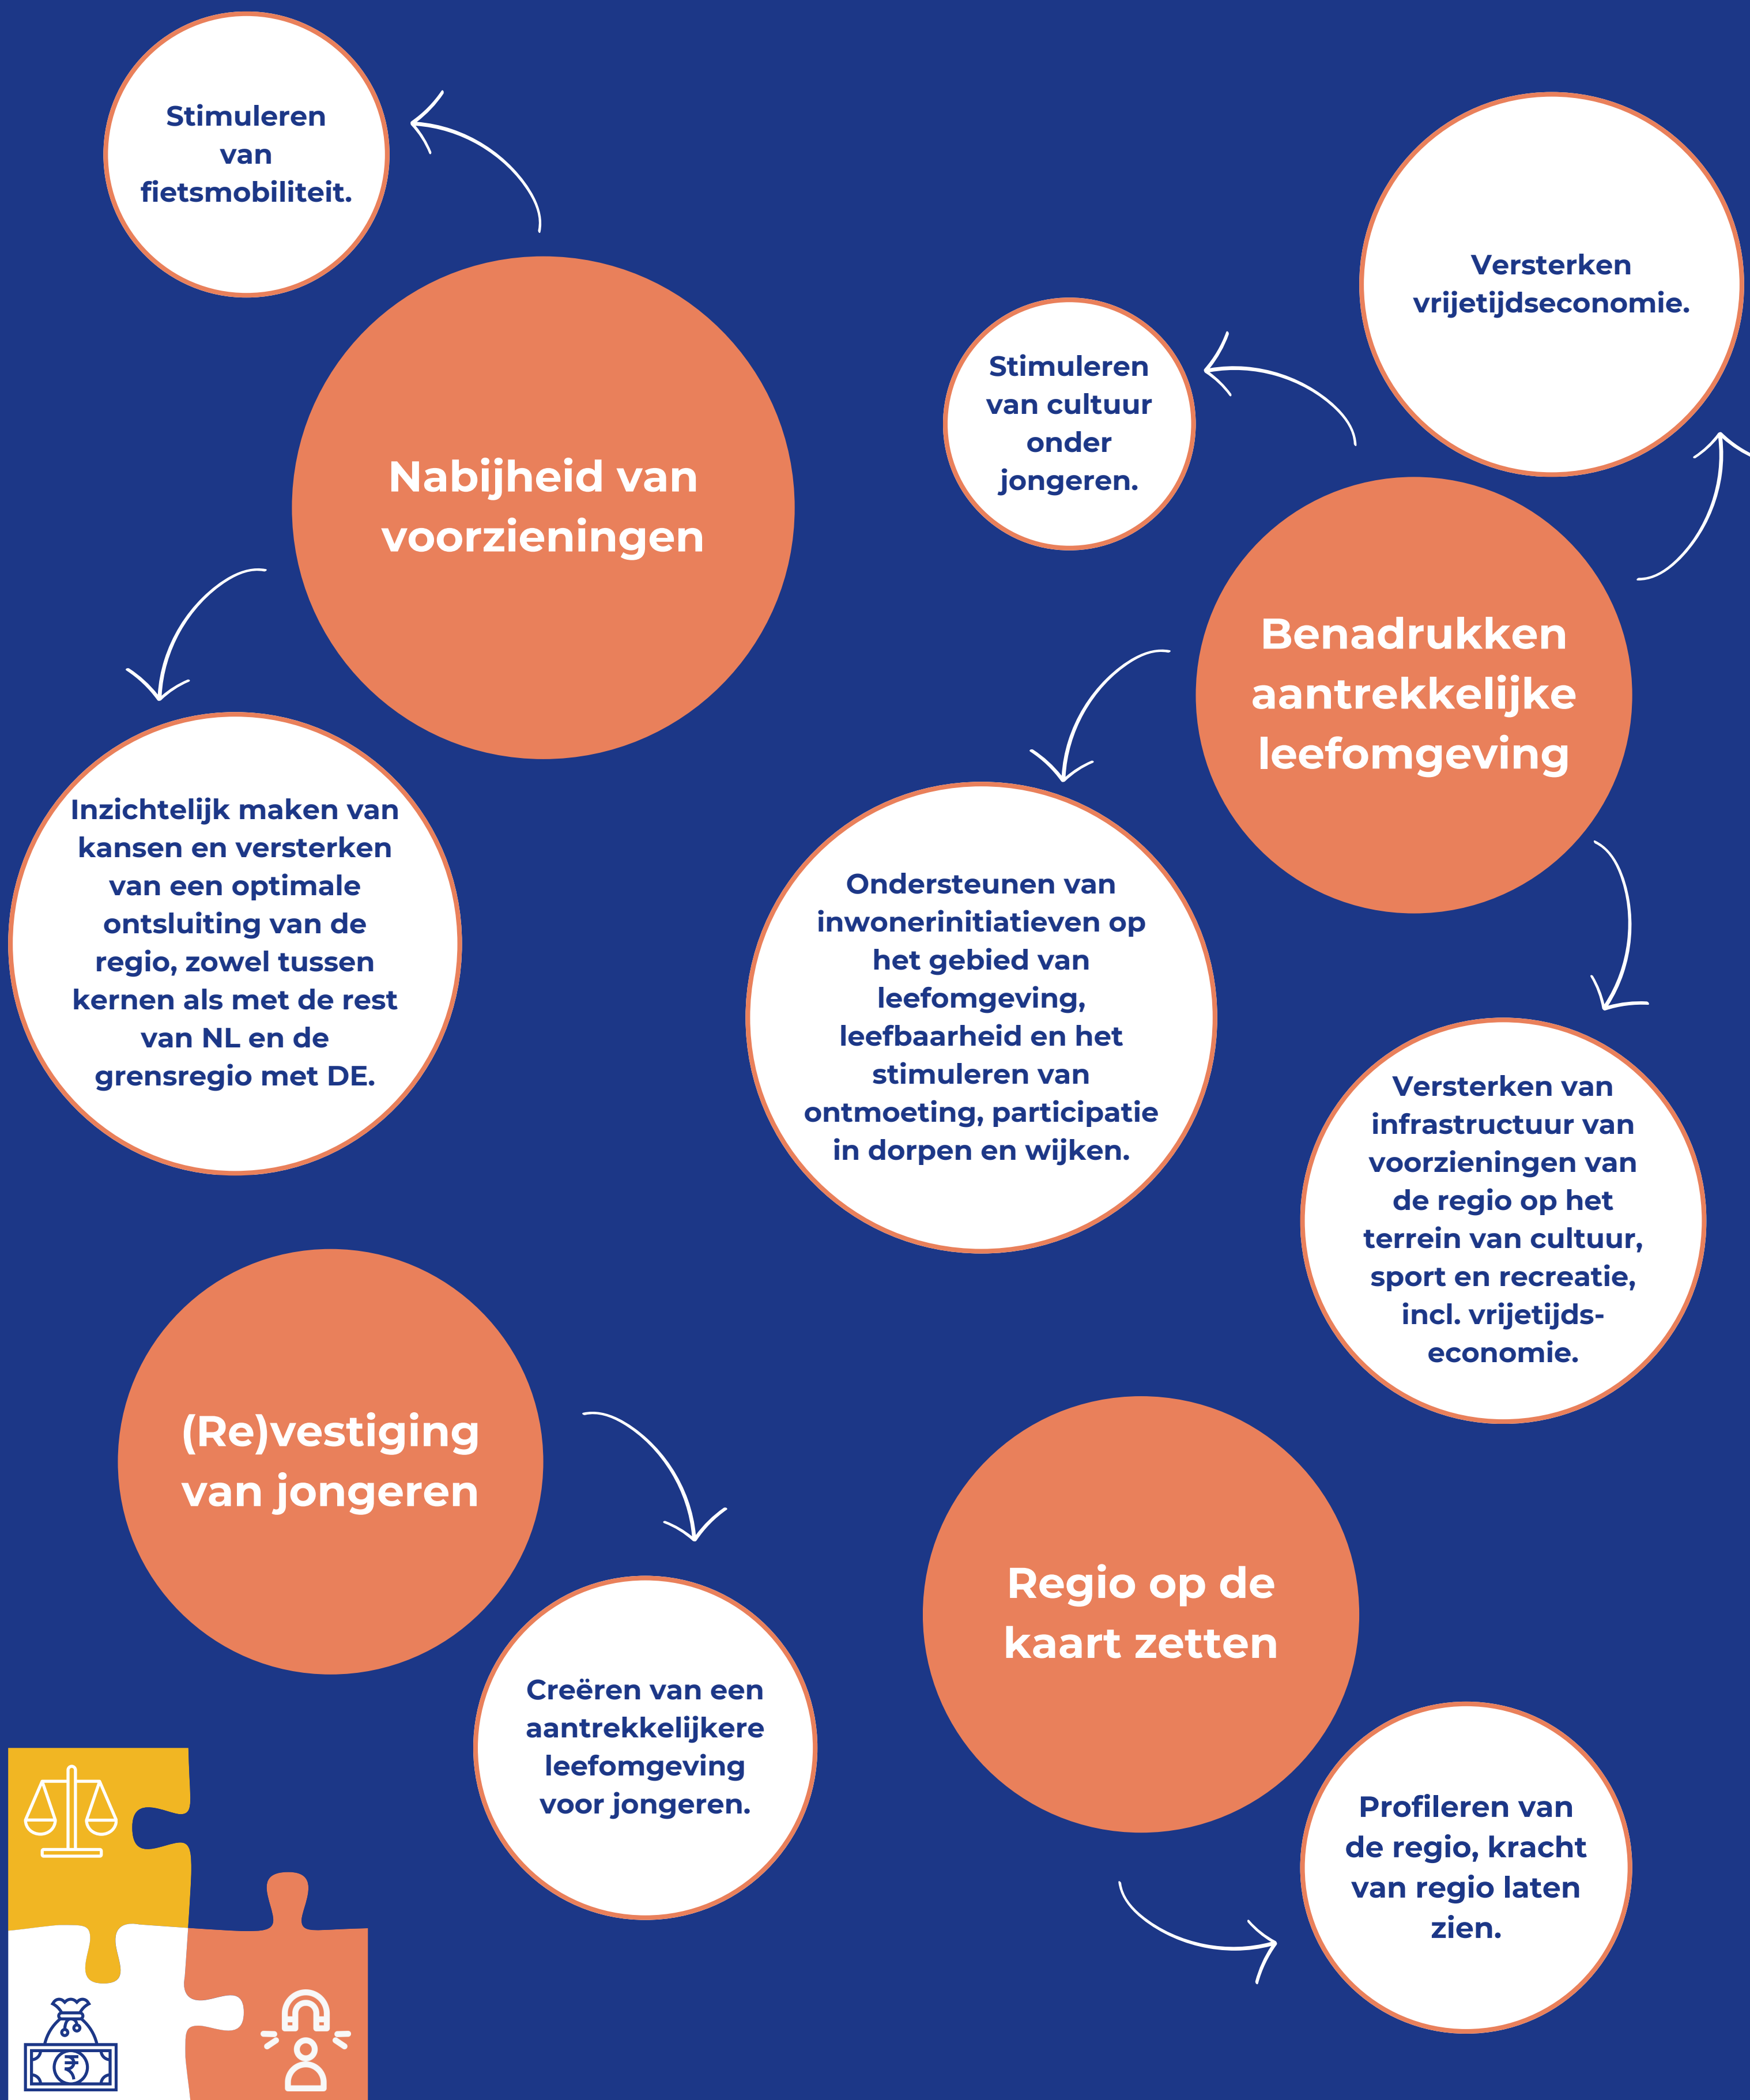 Stimuleren
van
fietsmobiliteit.
Nabijheid van
voorzieningen
Inzichtelijk maken van
kansen en versterken
van een optimale
ontsluiting van de
regio, zowel tussen
kernen als met de rest
van NL en de
grensregio met DE.
Versterken
vrijetijdseconomie.
Stimuleren
van cultuur
onder
jongeren.
Benadrukken
aantrekkelijke
leefomgeving
Ondersteunen van
inwonerinitiatieven op
het gebied van
leefomgeving,
leefbaarheid en het
stimuleren van
ontmoeting, participatie
in dorpen en wijken.
Versterken van
infrastructuur van
voorzieningen van
de regio op het
terrein van cultuur,
sport en recreatie,
incl. vrijetijds-
economie.
(Re)vestiging
van jongeren
Creëren van een
aantrekkelijkere
leefomgeving
voor jongeren.
Regio op de
kaart zetten
Profileren van
de regio, kracht
van regio laten
zien.
₹